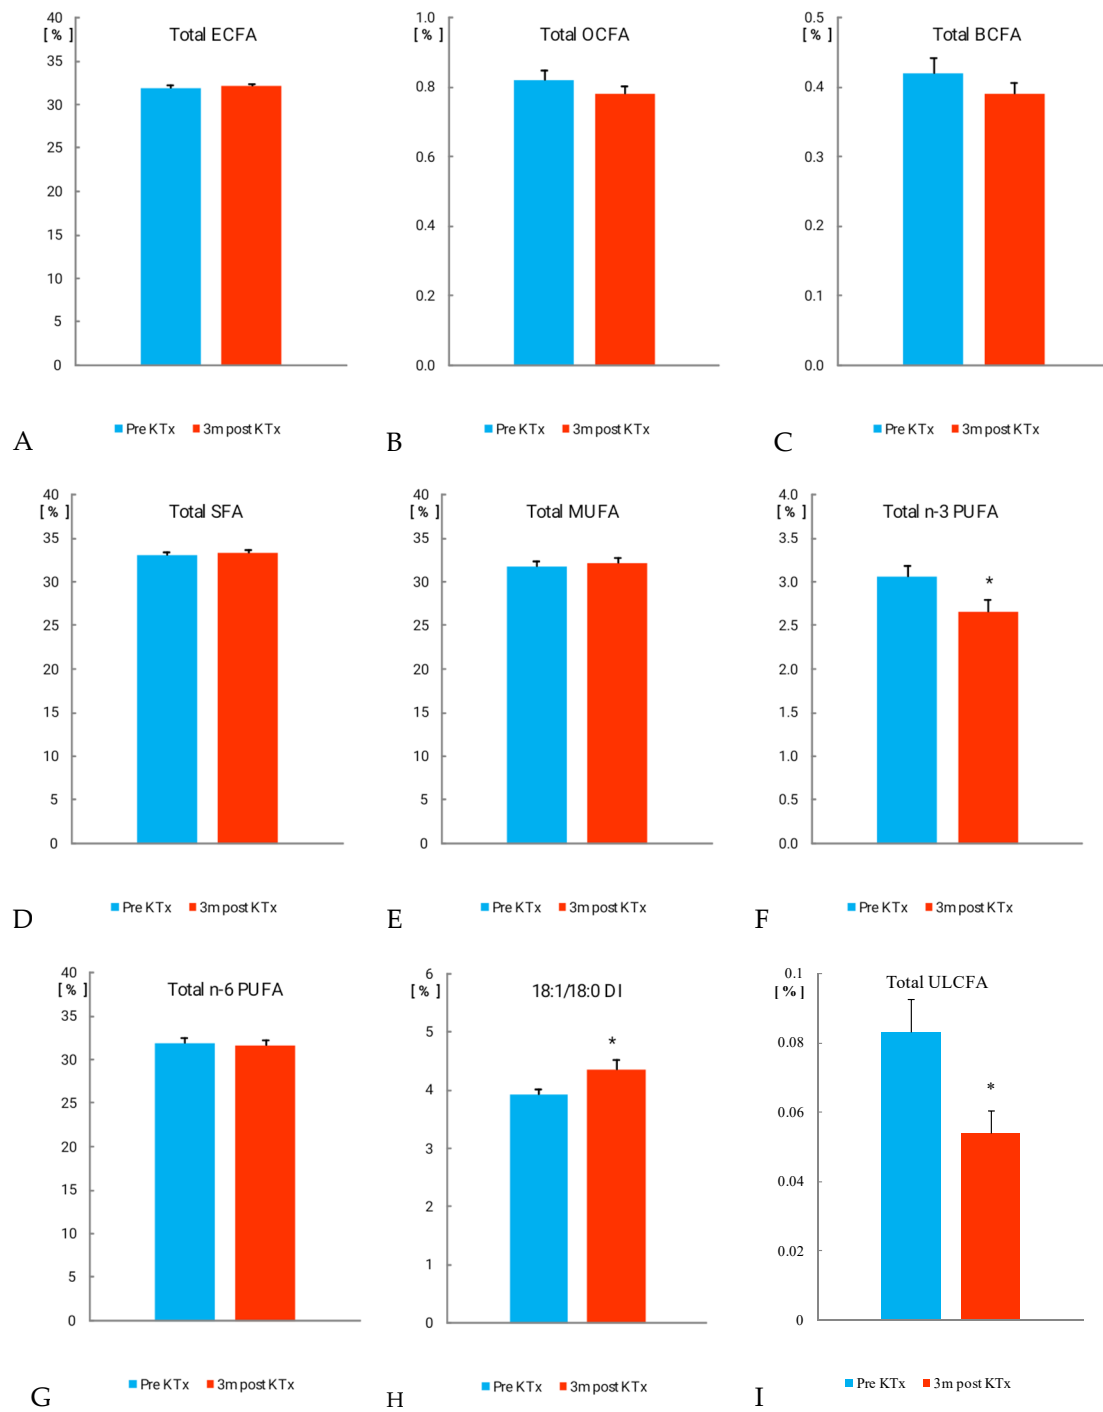 40
[ % ]
Total ECFA
35
30
25
20
15
10
5
0
Pre KTx 3m post KTx
A
1.0
[ % ]
Total OCFA
0.8
0.6
0.4
0.2
0.0
Pre KTx 3m post KTx
B
0.5
[ % ]
Total BCFA
0.4
0.3
0.2
0.1
0.0
Pre KTx 3m post KTx
C
40
[ % ]
Total SFA
35
30
25
20
15
10
5
0
Pre KTx 3m post KTx
D
40
[ % ]
Total MUFA
35
30
25
20
15
10
5
0
Pre KTx 3m post KTx
E
4.0
[ % ]
Total n-3 PUFA
3.5
3.0
*
2.5
2.0
1.5
1.0
0.5
0.0
Pre KTx 3m post KTx
F
40
[ % ]
Total n-6 PUFA
35
30
25
20
15
10
5
0
Pre KTx 3m post KTx
G
6
[ % ]
18:1/18:0 DI
5
*
4
3
2
1
0
Pre KTx 3m post KTx
H
0.1
[%]
Total ULCFA
0.08
*
0.06
0.04
0.02
0
Pre KTx 3m post KTx
I